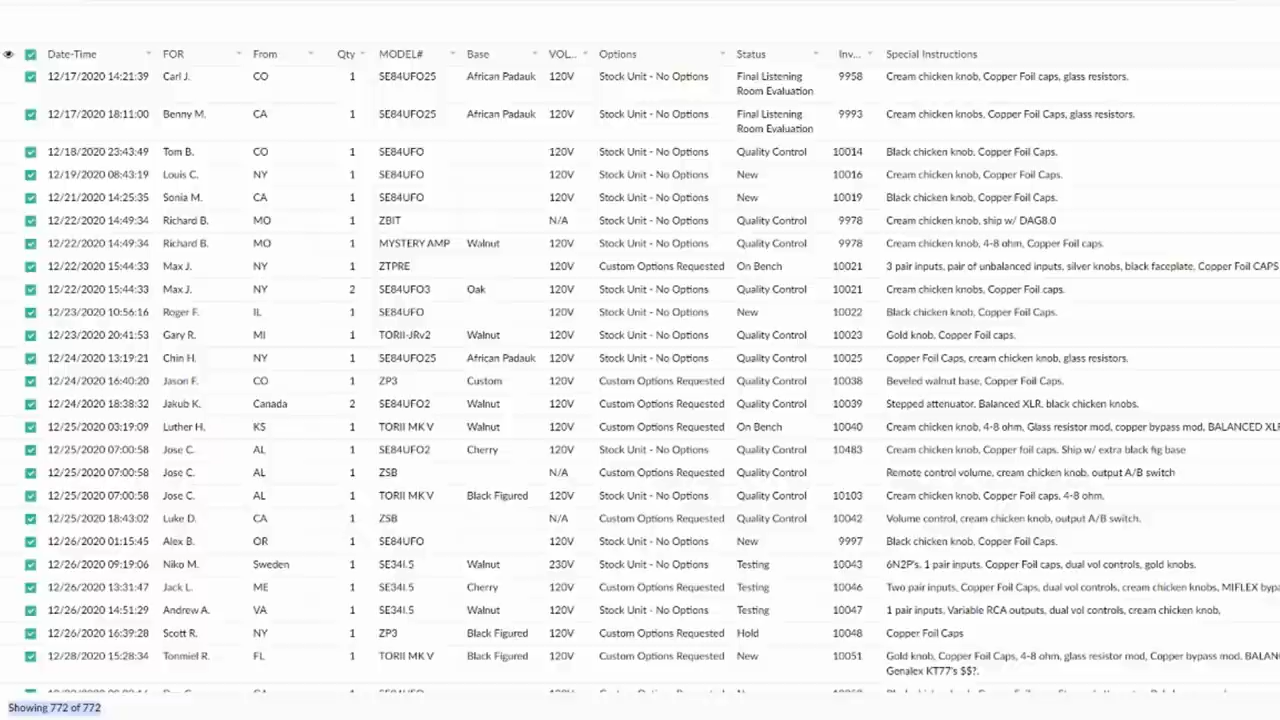 Date-Time FOR From Qty MODEL# Base VOL... Options Status Inv... Special Instructions
12/17/2020 14:21:39 Carl J. CO 1 SE84UFO25 African Padauk 120V Stock Unit - No Options Final Listening Room Evaluation 9958 Cream chicken knob, Copper Foil caps, glass resistors.
12/17/2020 18:11:00 Benny M. CA 1 SE84UFO25 African Padauk 120V Stock Unit - No Options Final Listening Room Evaluation 9993 Cream chicken knobs, Copper Foil Caps, glass resistors.
12/18/2020 23:43:49 Tom B. CO 1 SE84UFO 120V Stock Unit - No Options Quality Control 10014 Black chicken knob, Copper Foil Caps.
12/19/2020 08:43:19 Louis C. NY 1 SE84UFO 120V Stock Unit - No Options New 10016 Cream chicken knob, Copper Foil Caps.
12/21/2020 14:25:35 Sonia M. CA 1 SE84UFO 120V Stock Unit - No Options New 10019 Black chicken knob, Copper Foil Caps.
12/22/2020 14:49:34 Richard B. MO 1 ZBIT N/A Stock Unit - No Options Quality Control 9978 Cream chicken knob, ship w/ DAG8.0
12/22/2020 14:49:34 Richard B. MO 1 MYSTERY AMP Walnut 120V Stock Unit - No Options Quality Control 9978 Cream chicken knob, 4-8 ohm, Copper Foil caps.
12/22/2020 15:44:33 Max J. NY 1 ZTPRE 120V Custom Options Requested On Bench 10021 3 pair inputs, pair of unbalanced inputs, silver knobs, black faceplate, Copper Foil CAPS
12/22/2020 15:44:33 Max J. NY 2 SE84UFO3 Oak 120V Stock Unit - No Options Quality Control 10021 Cream chicken knobs, Copper Foil caps.
12/23/2020 10:56:16 Roger F. IL 1 SE84UFO 120V Stock Unit - No Options New 10022 Black chicken knob, Copper Foil Caps.
12/23/2020 20:41:53 Gary R. MI 1 TORII-JRv2 Walnut 120V Stock Unit - No Options Quality Control 10023 Gold knob, Copper Foil caps.
12/24/2020 13:19:21 Chin H. NY 1 SE84UFO25 African Padauk 120V Stock Unit - No Options Quality Control 10025 Copper Foil Caps, cream chicken knob, glass resistors.
12/24/2020 16:40:20 Jason F. CO 1 ZP3 Custom 120V Custom Options Requested Quality Control 10038 Beveled walnut base, Copper Foil Caps.
12/24/2020 18:38:32 Jakub K. Canada 2 SE84UFO2 Walnut 120V Custom Options Requested Quality Control 10039 Stepped attenuator, Balanced XLR, black chicken knobs.
12/25/2020 03:19:09 Luther H. KS 1 TORII MK V Walnut 120V Custom Options Requested On Bench 10040 Cream chicken knob, 4-8 ohm, Glass resistor mod, copper bypass mod, BALANCED XLR
12/25/2020 07:00:58 Jose C. AL 1 SE84UFO2 Cherry 120V Stock Unit - No Options Quality Control 10483 Cream chicken knob, Copper foil caps. Ship w/ extra black fig base
12/25/2020 07:00:58 Jose C. AL 1 ZSB N/A Custom Options Requested Quality Control Remote control volume, cream chicken knob, output A/B switch
12/25/2020 07:00:58 Jose C. AL 1 TORII MK V Black Figured 120V Stock Unit - No Options Quality Control 10103 Cream chicken knob, Copper Foil caps, 4-8 ohm.
12/25/2020 18:43:02 Luke D. CA 1 ZSB N/A Custom Options Requested Quality Control 10042 Volume control, cream chicken knob, output A/B switch.
12/26/2020 01:15:45 Alex B. OR 1 SE84UFO 120V Stock Unit - No Options New 9997 Black chicken knob, Copper Foil Caps.
12/26/2020 09:19:06 Niko M. Sweden 1 SE34I.5 Walnut 230V Stock Unit - No Options Testing 10043 6N2P's, 1 pair inputs, Copper Foil caps, dual vol controls, gold knobs.
12/26/2020 13:31:47 Jack L. ME 1 SE34I.5 Cherry 120V Custom Options Requested Testing 10046 Two pair inputs, Copper Foil Caps, dual vol controls, cream chicken knobs, MIFLEX bypa
12/26/2020 14:51:29 Andrew A. VA 1 SE34I.5 Walnut 120V Stock Unit - No Options Testing 10047 1 pair inputs, Variable RCA outputs, dual vol controls, cream chicken knob,
12/26/2020 16:39:28 Scott R. NY 1 ZP3 Black Figured 120V Custom Options Requested Hold 10048 Copper Foil Caps
12/28/2020 15:28:34 Tonmiel R. FL 1 TORII MK V Black Figured 120V Custom Options Requested New 10051 Gold knob, Copper Foil Caps, 4-8 ohm, glass resistor mod, Copper bypass mod. BALAN
Genalex KT77's $$?.
Showing 772 of 772